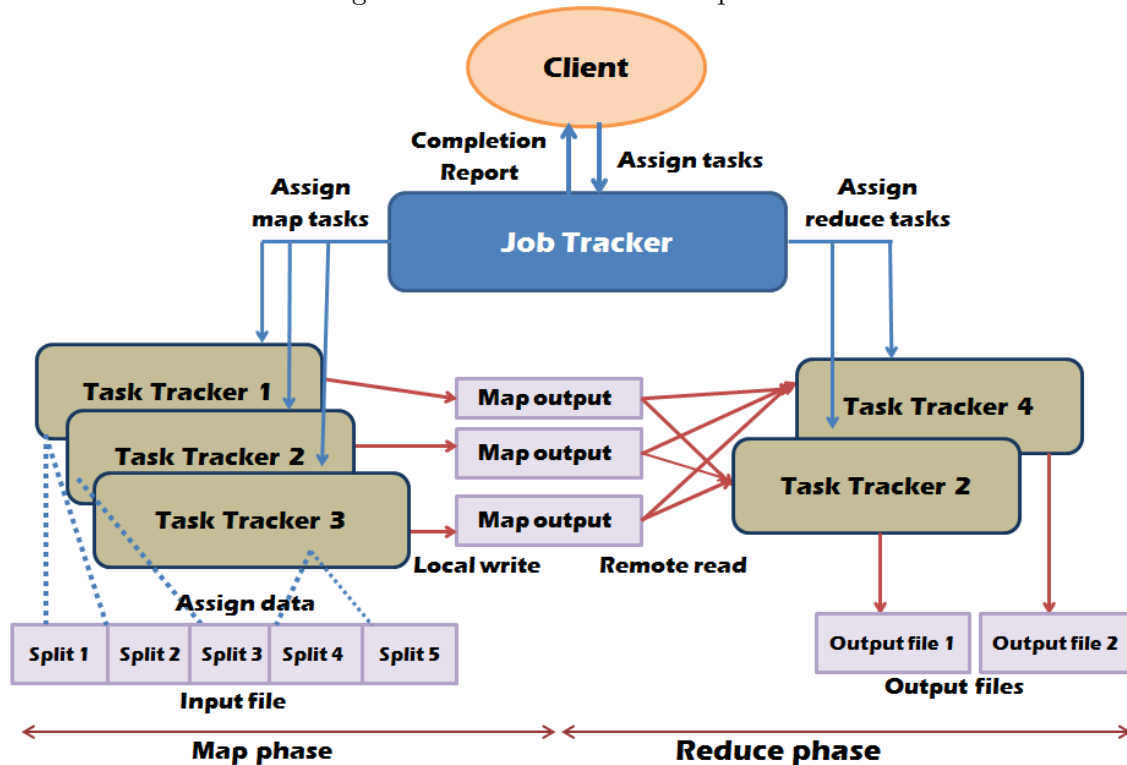 Client
Completion
Report
Assign tasks
Assign
map tasks
Assign
reduce tasks
Job Tracker
Task Tracker 1
Task Tracker 2
Task Tracker 3
Map output
Map output
Map output
Task Tracker 4
Task Tracker 2
Local write
Remote read
Assign data
Split 1
Split 2
Split 3
Split 4
Split 5
Input file
Output file 1
Output file 2
Output files
Map phase
Reduce phase